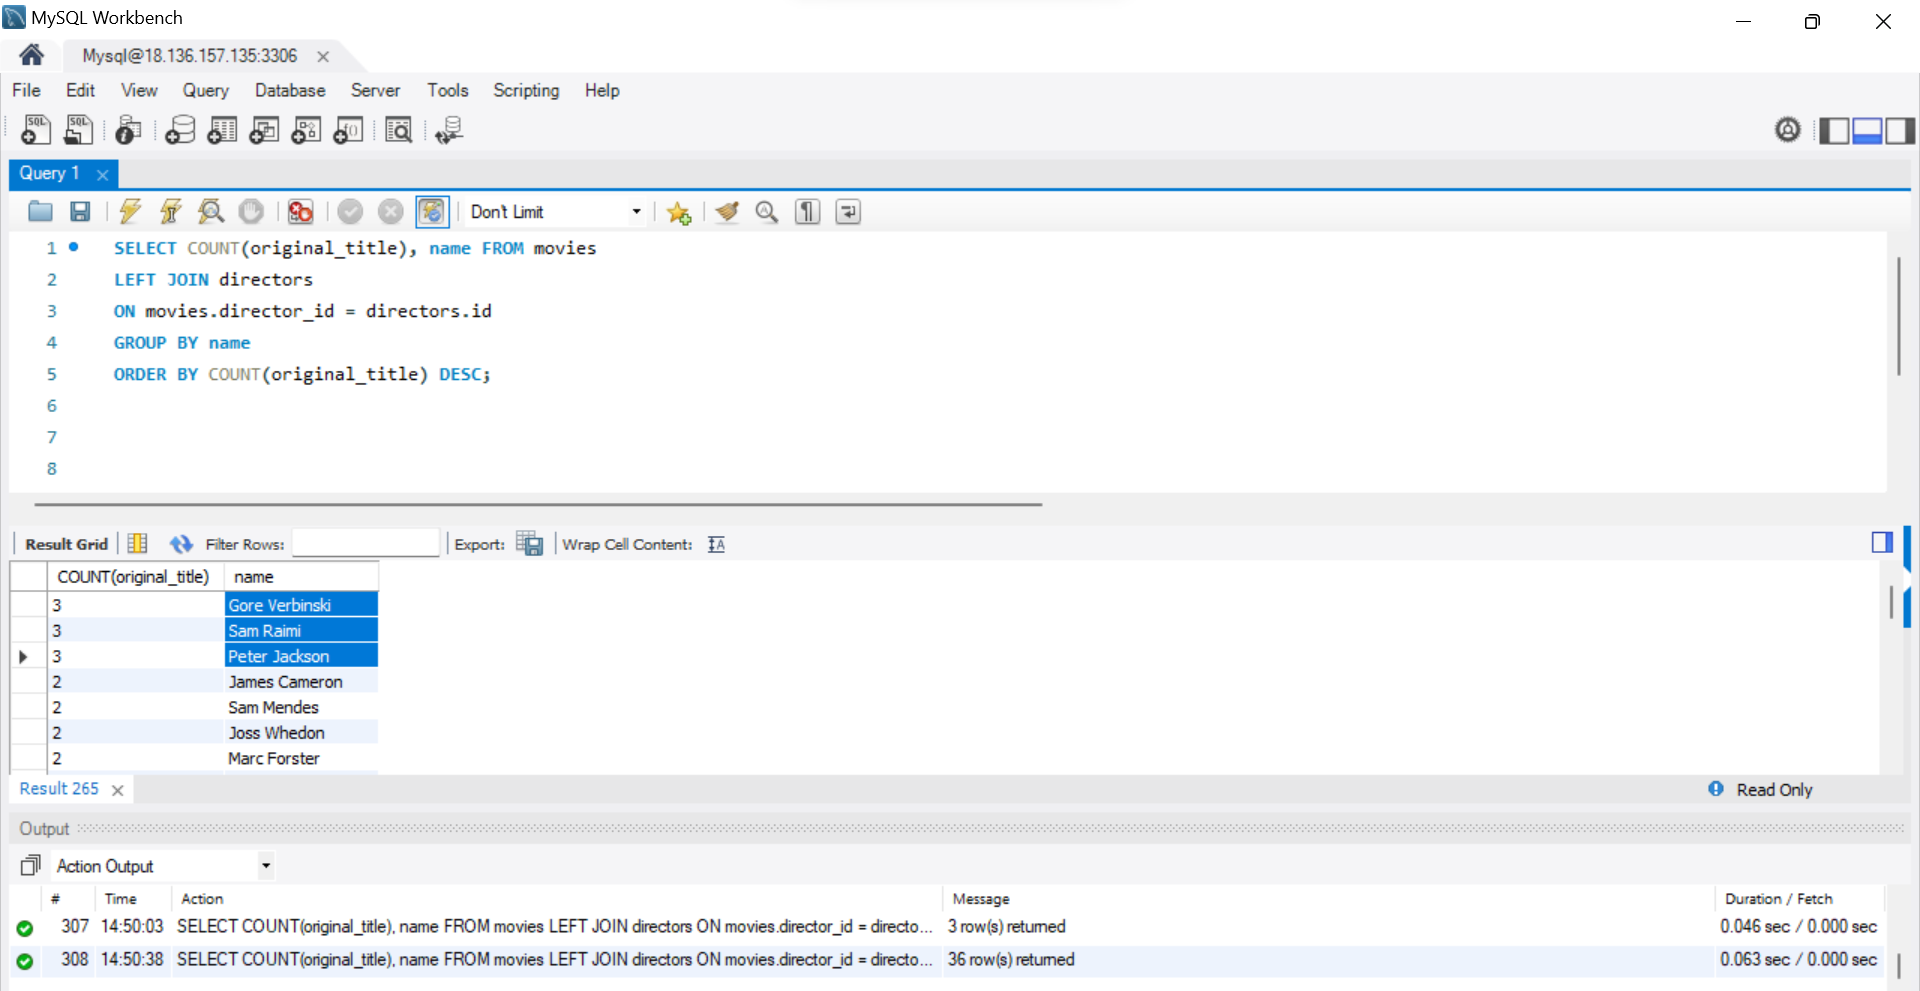 MySQL Workbench
Mysql@18.136.157.135:3306
File Edit View Query Database Server Tools Scripting Help
SQL SQL
Query 1
Don't Limit
1 SELECT COUNT(original_title), name FROM movies
2 LEFT JOIN directors
3 ON movies.director_id = directors.id
4 GROUP BY name
5 ORDER BY COUNT(original_title) DESC;
6
7
8
Result Grid Filter Rows: Export: Wrap Cell Content:
COUNT(original_title) name
3 Gore Verbinski
3 Sam Raimi
3 Peter Jackson
2 James Cameron
2 Sam Mendes
2 Joss Whedon
2 Marc Forster
Result 265 Read Only
Output
Action Output
# Time Action Message Duration / Fetch
307 14:50:03 SELECT COUNT(original_title), name FROM movies LEFT JOIN directors ON movies.director_id = directo... 3 row(s) returned 0.046 sec / 0.000 sec
308 14:50:38 SELECT COUNT(original_title), name FROM movies LEFT JOIN directors ON movies.director_id = directo... 36 row(s) returned 0.063 sec / 0.000 sec